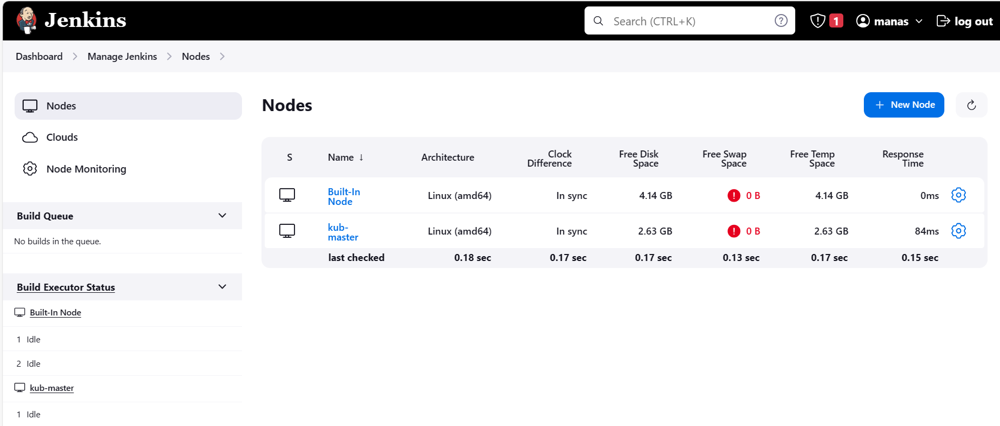 Jenkins
Search (CTRL+K)
?
1
manas
log out
Dashboard
Manage Jenkins
Nodes
Nodes
Clouds
Node Monitoring
Build Queue
No builds in the queue.
Build Executor Status
Built-In Node
1 Idle
2 Idle
kub-master
1 Idle
Nodes
+ New Node
S
Name ↓
Architecture
Clock
Difference
Free Disk
Space
Free Swap
Space
Free Temp
Space
Response
Time
Built-In
Node
Linux (amd64)
In sync
4.14 GB
! 0 B
4.14 GB
0ms
kub-
master
Linux (amd64)
In sync
2.63 GB
! 0 B
2.63 GB
84ms
last checked
0.18 sec
0.17 sec
0.17 sec
0.13 sec
0.17 sec
0.15 sec